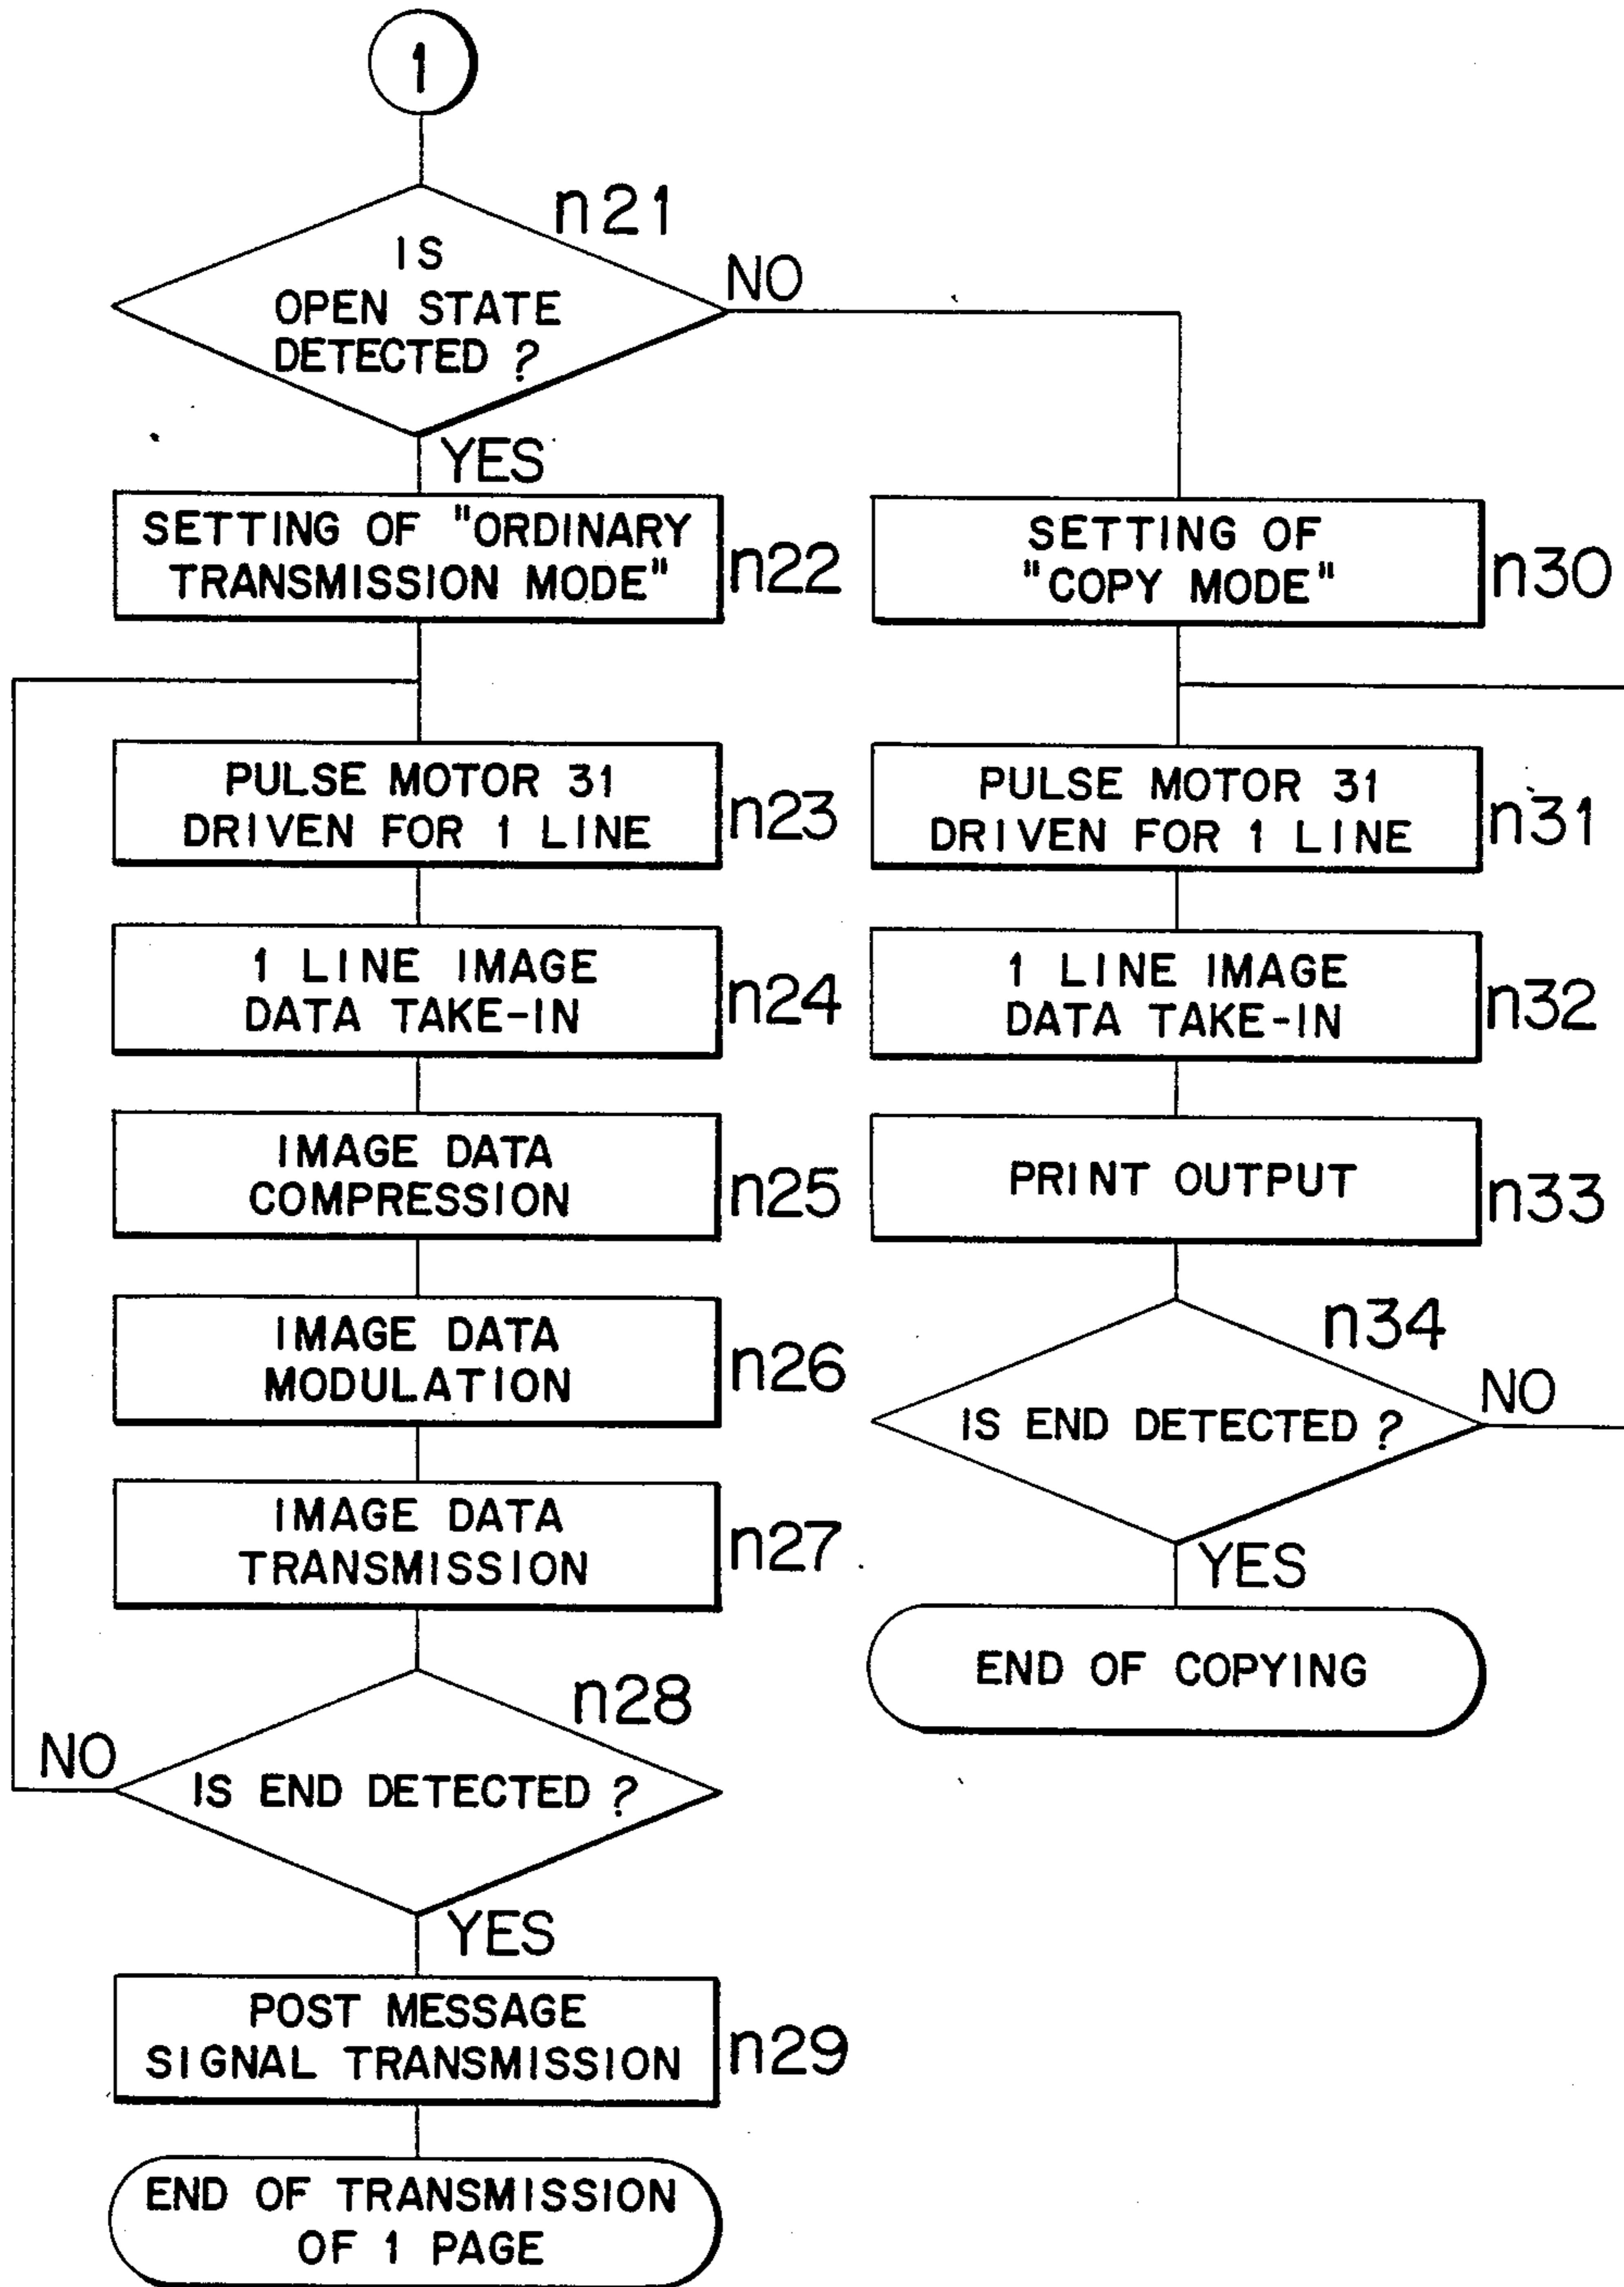 1
n21
IS
OPEN STATE
DETECTED ?
NO
YES
SETTING OF "ORDINARY
TRANSMISSION MODE"
n22
PULSE MOTOR 31
DRIVEN FOR 1 LINE
n23
1 LINE IMAGE
DATA TAKE-IN
n24
IMAGE DATA
COMPRESSION
n25
IMAGE DATA
MODULATION
n26
IMAGE DATA
TRANSMISSION
n27
n28
NO
IS END DETECTED ?
YES
POST MESSAGE
SIGNAL TRANSMISSION
n29
END OF TRANSMISSION
OF 1 PAGE
SETTING OF
"COPY MODE"
n30
PULSE MOTOR 31
DRIVEN FOR 1 LINE
n31
1 LINE IMAGE
DATA TAKE-IN
n32
PRINT OUTPUT
n33
n34
NO
IS END DETECTED ?
YES
END OF COPYING